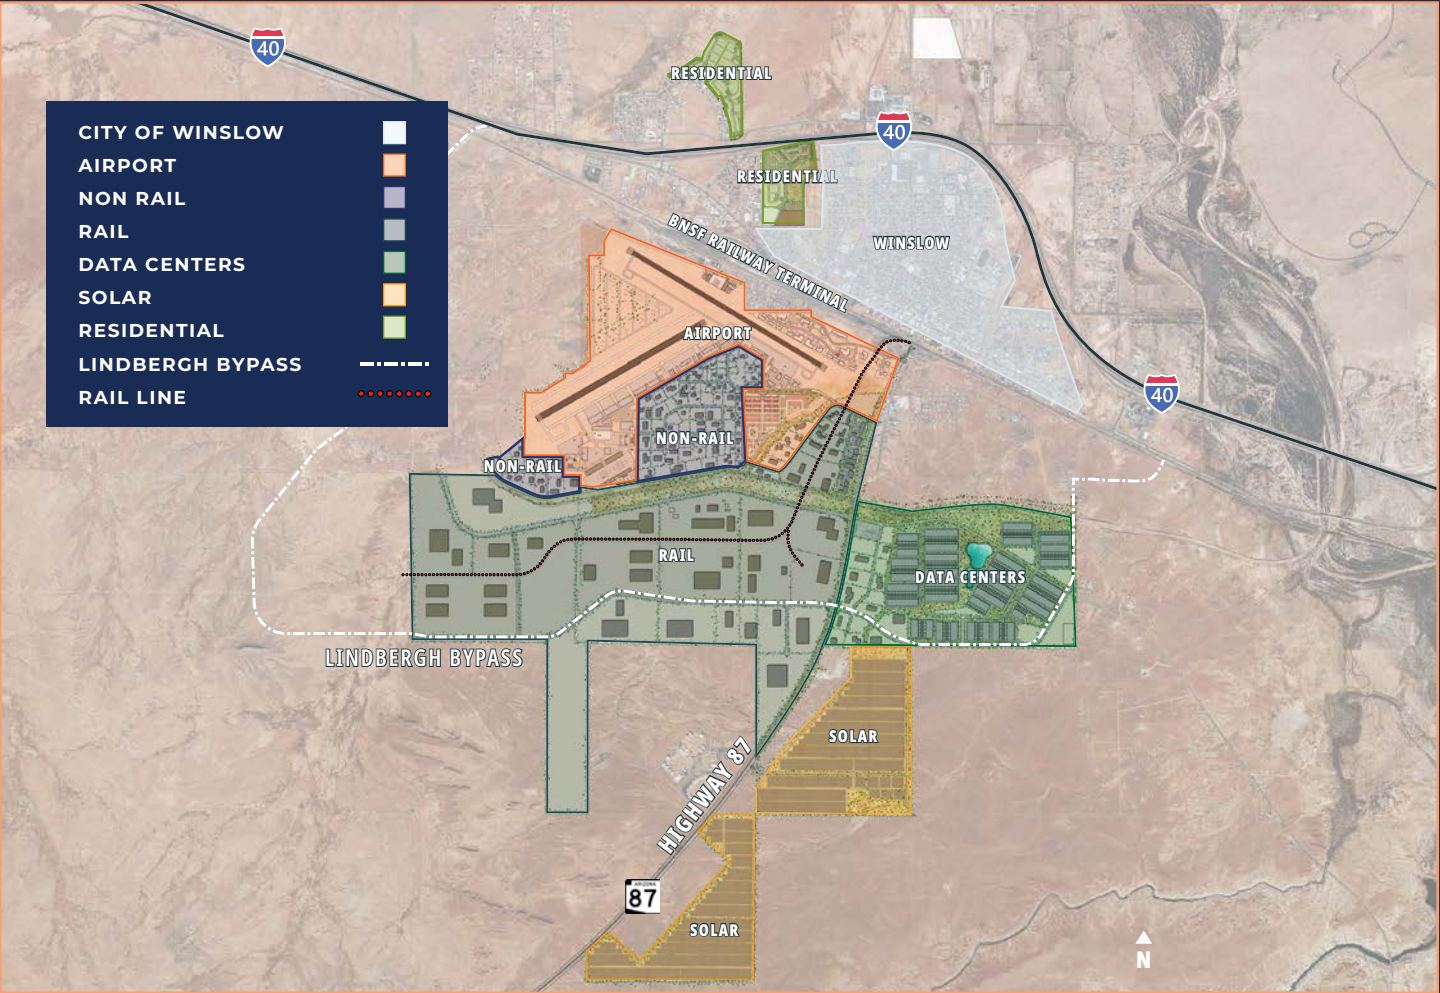 40
RESIDENTIAL
CITY OF WINSLOW
AIRPORT
NON RAIL
RAIL
DATA CENTERS
SOLAR
RESIDENTIAL
LINDBERGH BYPASS
RAIL LINE
40
RESIDENTIAL
BNSF RAILWAY TERMINAL
WINSLOW
AIRPORT
40
NON-RAIL
NON-RAIL
RAIL
DATA CENTERS
LINDBERGH BYPASS
SOLAR
HIGHWAY 87
ARIZONA
87
SOLAR
N